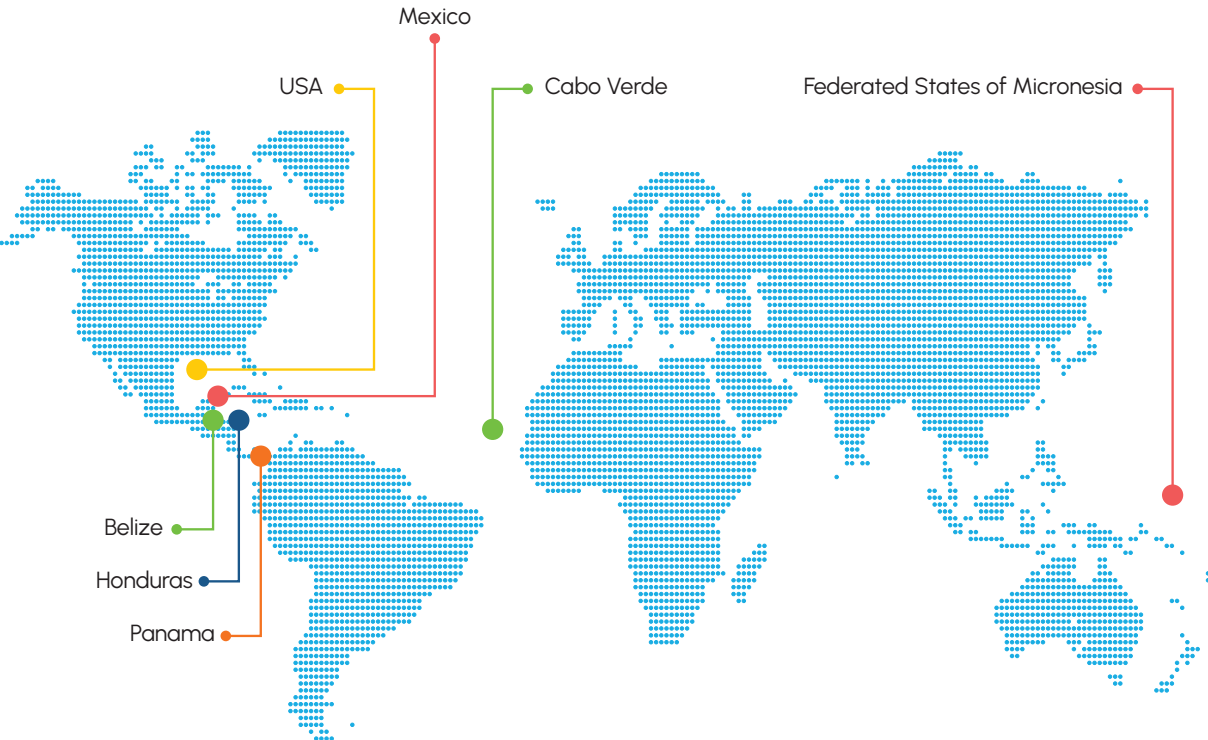 Mexico
USA
Cabo Verde
Federated States of Micronesia
Belize
Honduras
Panama